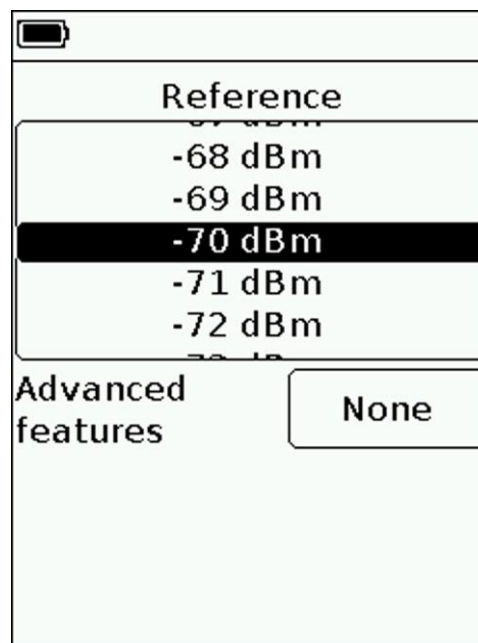 Reference
-68 dBm
-69 dBm
-70 dBm
-71 dBm
-72 dBm
Advanced
features
None